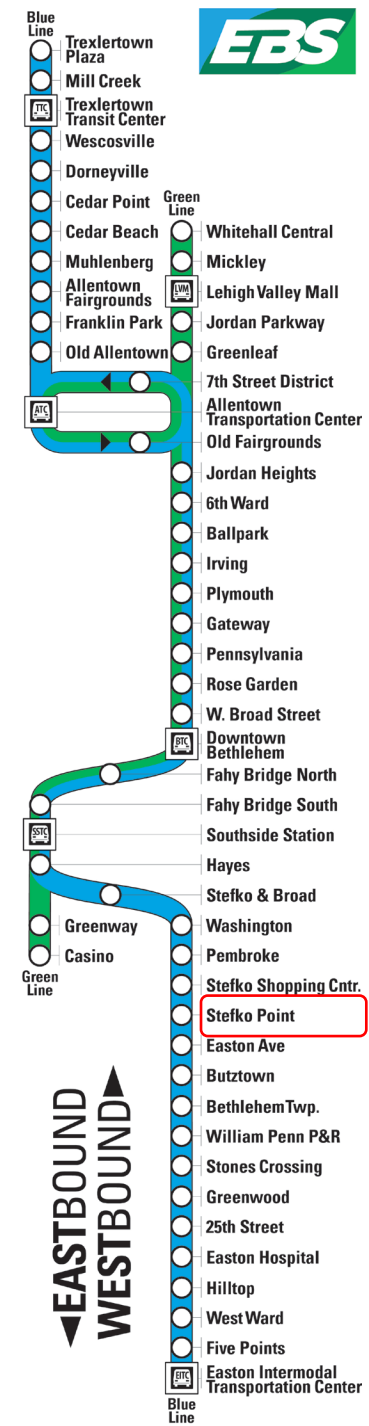 Blue
Line
EBS
Trexlertown
Plaza
Mill Creek
TTC
Trexlertown
Transit Center
Wescosville
Dorneyville
Cedar Point
Green
Line
Cedar Beach
Whitehall Central
Muhlenberg
Mickley
Allentown
Fairgrounds
LVM
Lehigh Valley Mall
Franklin Park
Jordan Parkway
Old Allentown
Greenleaf
7th Street District
ATC
Allentown
Transportation Center
Old Fairgrounds
Jordan Heights
6th Ward
Ballpark
Irving
Plymouth
Gateway
Pennsylvania
Rose Garden
W. Broad Street
BTC
Downtown
Bethlehem
Fahy Bridge North
Fahy Bridge South
SSTC
Southside Station
Hayes
Stefko & Broad
Greenway
Washington
Casino
Pembroke
Green
Line
Stefko Shopping Cntr.
Stefko Point
Easton Ave
Butztown
Bethlehem Twp.
William Penn P&R
Stones Crossing
Greenwood
25th Street
Easton Hospital
Hilltop
West Ward
Five Points
EITC
Easton Intermodal
Transportation Center
Blue
Line
EASTBOUND
WESTBOUND